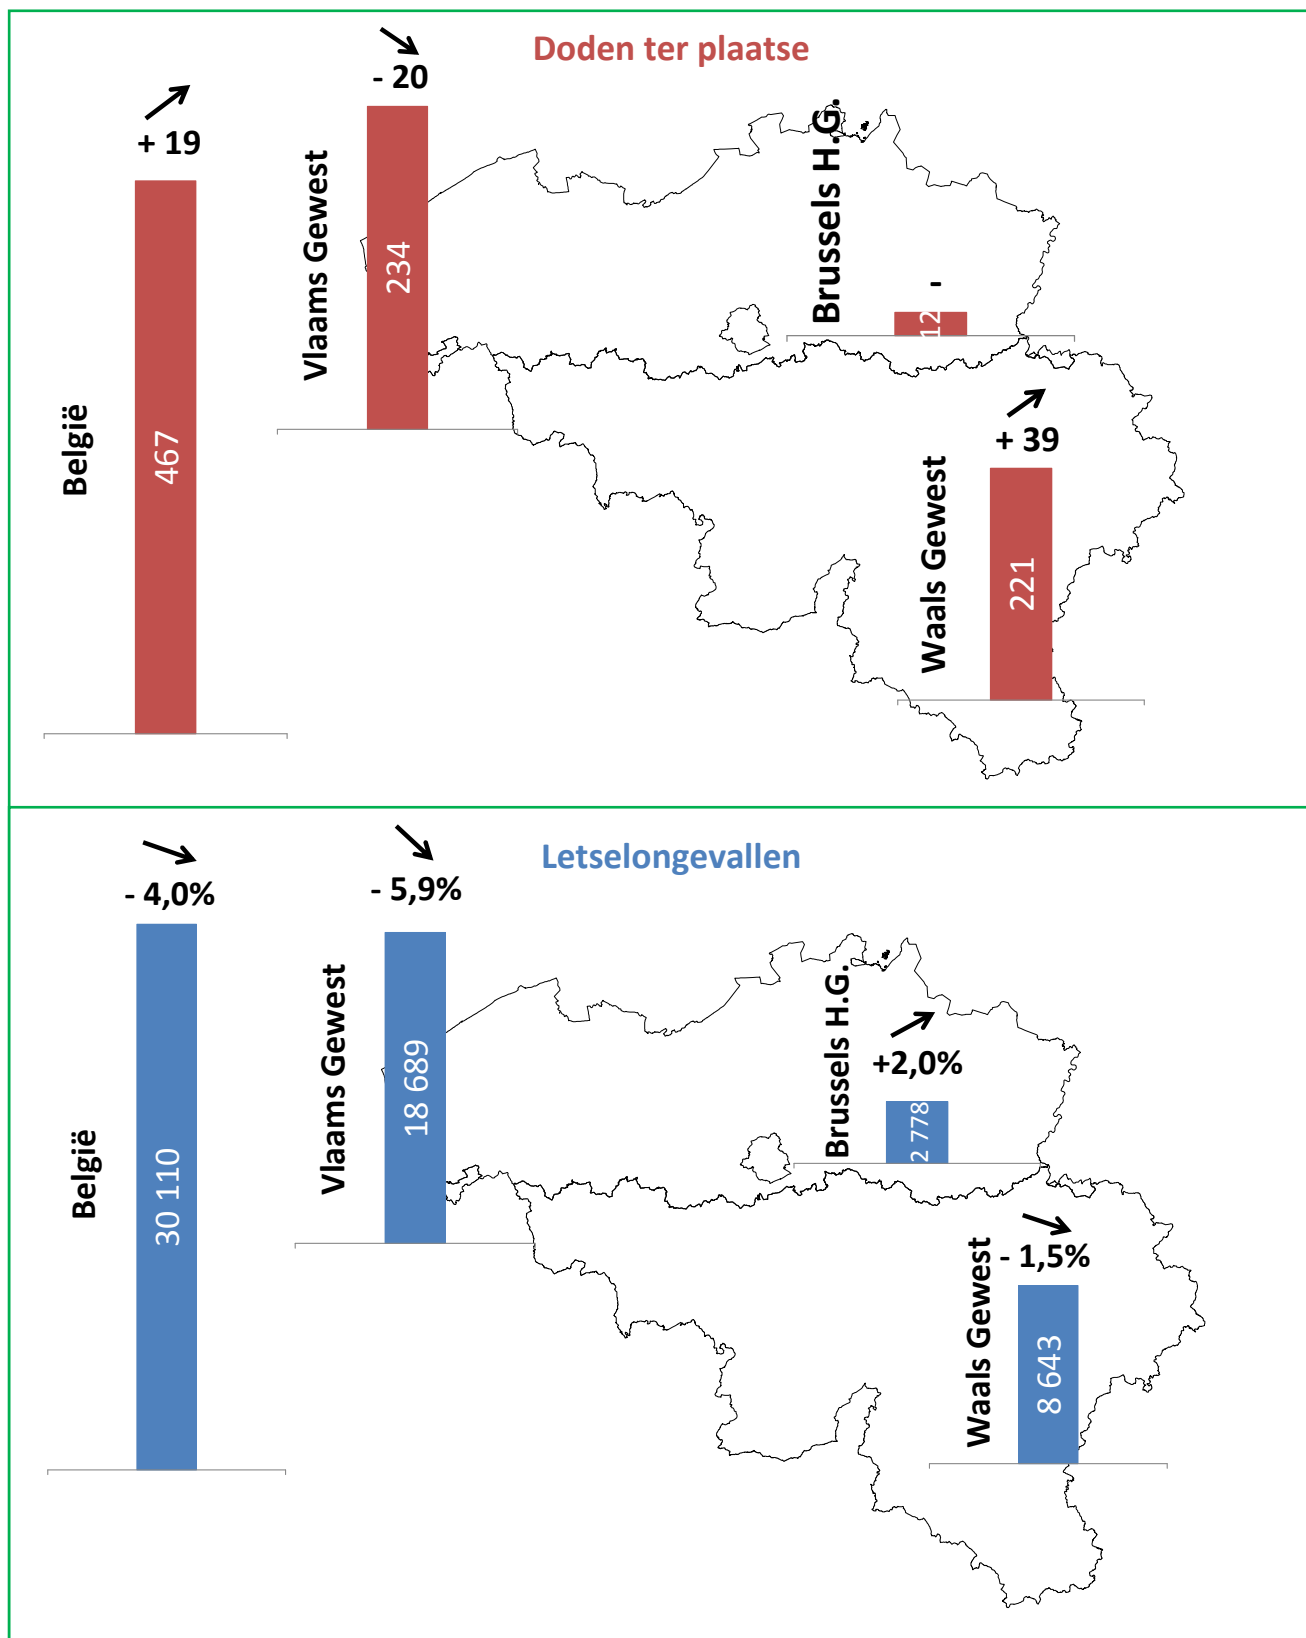 Doden ter plaatse
+ 19
België
467
- 20
Vlaams Gewest
234
Brussels H.G.
-
12
+ 39
Waals Gewest
221
Letselongevallen
- 4,0%
België
30 110
- 5,9%
Vlaams Gewest
18 689
Brussels H.G.
+2,0%
2 778
- 1,5%
Waals Gewest
8 643